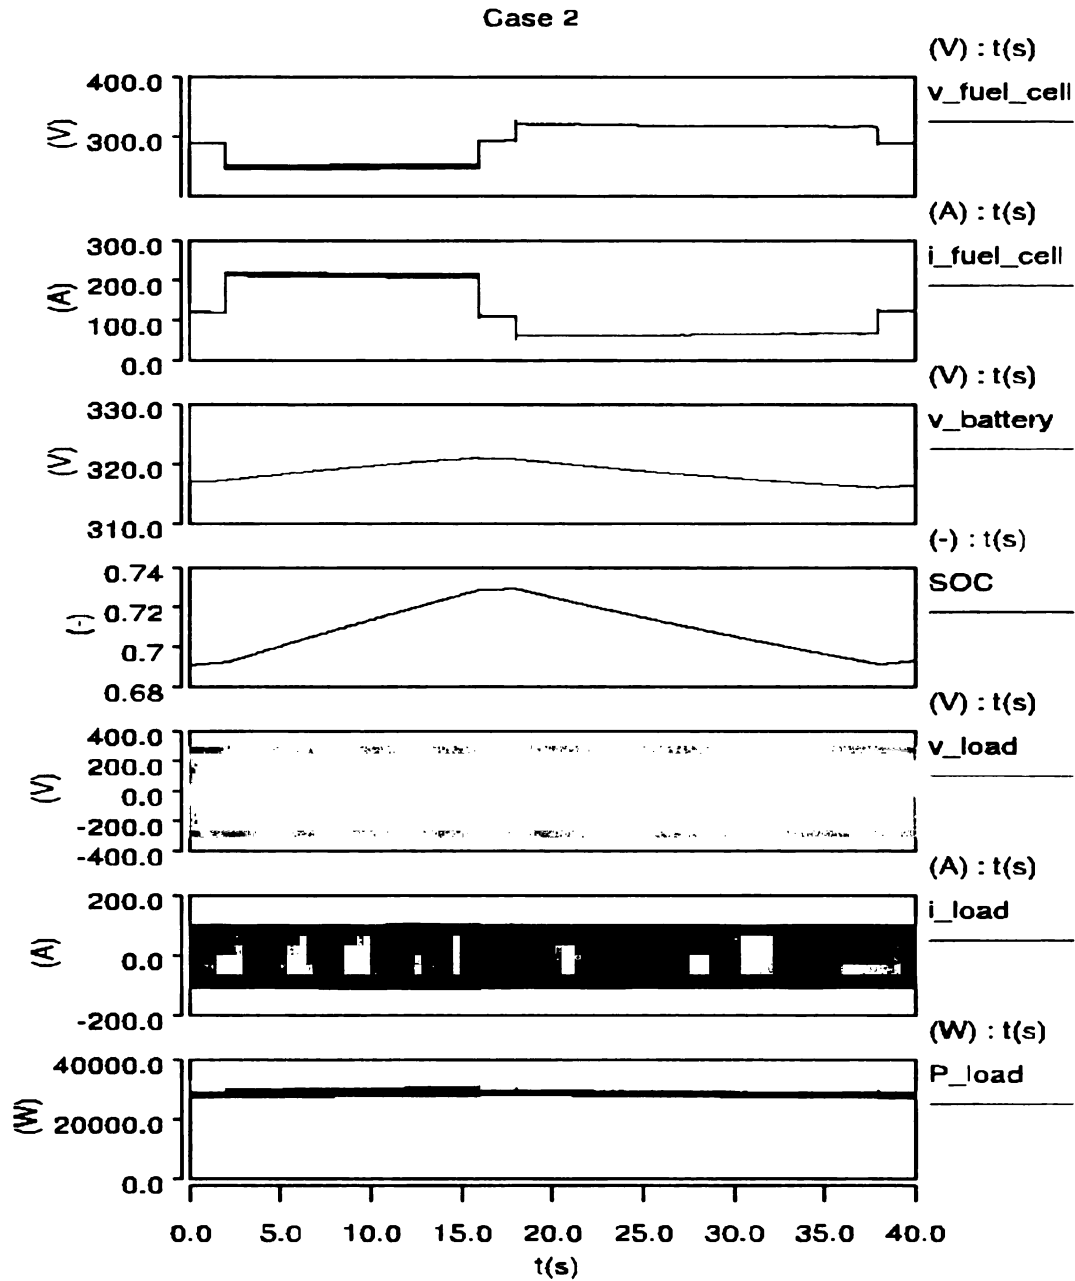 Case 2
(V) : t(s)
v_fuel_cell
400.0
300.0
(V)
(A) : t(s)
i_fuel_cell
300.0
200.0
100.0
0.0
(A)
(V) : t(s)
v_battery
330.0
320.0
310.0
(V)
(-) : t(s)
SOC
0.74
0.72
0.7
0.68
(-)
(V) : t(s)
v_load
400.0
200.0
0.0
-200.0
-400.0
(V)
(A) : t(s)
i_load
200.0
0.0
-200.0
(A)
(W) : t(s)
P_load
40000.0
20000.0
0.0
(W)
0.0 5.0 10.0 15.0 20.0 25.0 30.0 35.0 40.0
t(s)